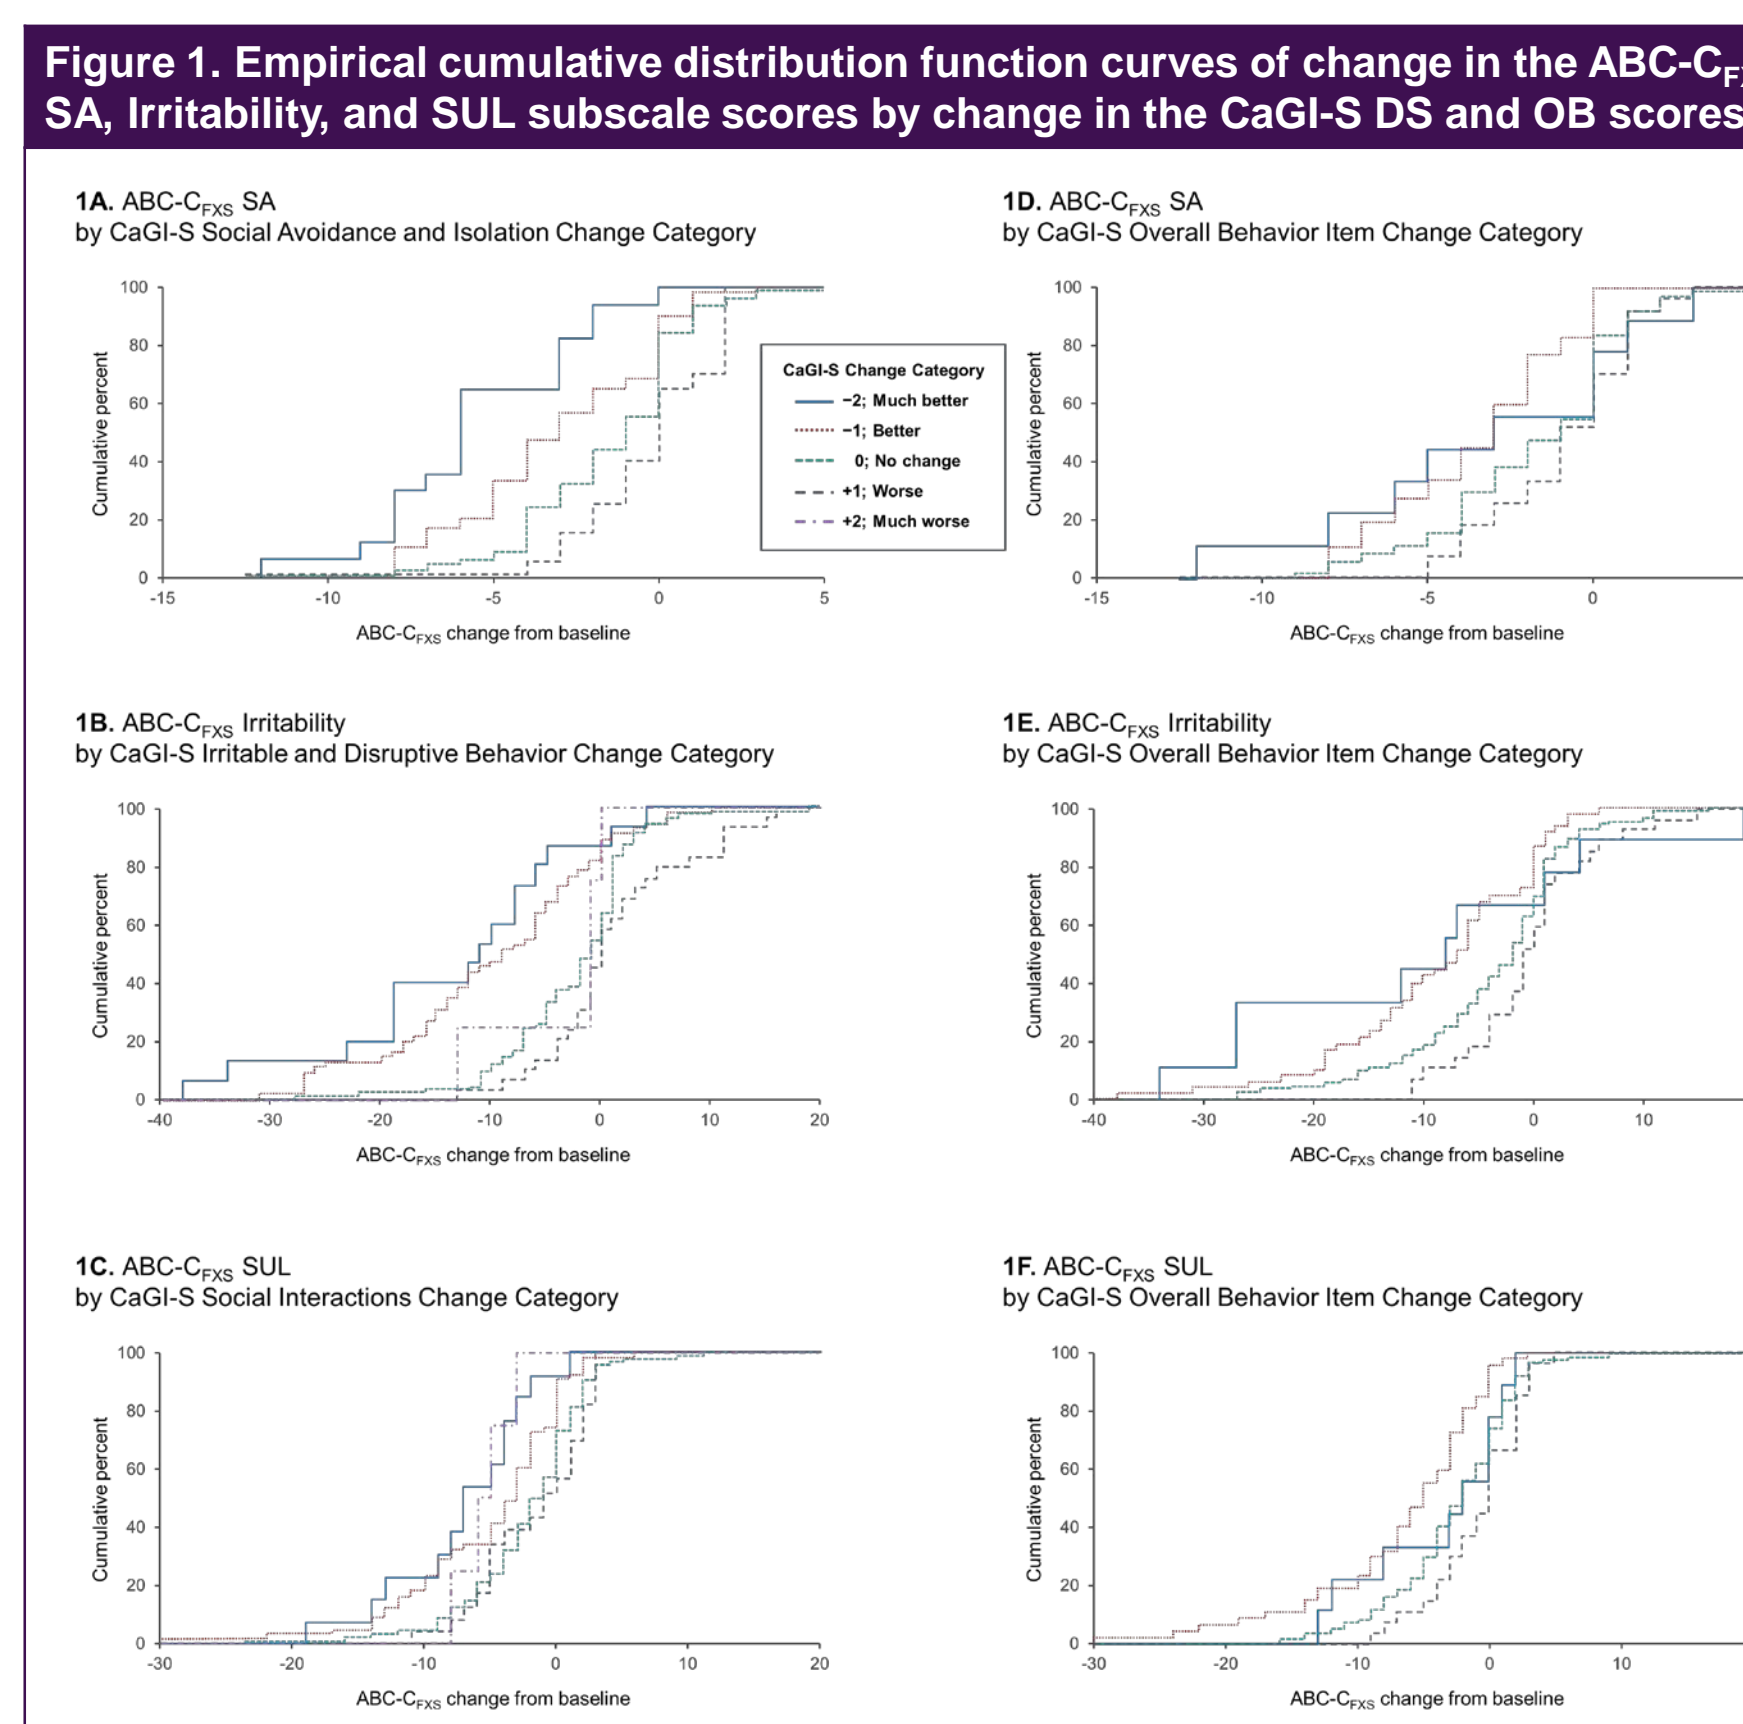 Figure 1. Empirical cumulative distribution function curves of change in the ABC-C
SA, Irritability, and SUL subscale scores by change in the CaGI-S DS and OB scores
1A. ABC-CFXS SA
by CaGI-S Social Avoidance and Isolation Change Category
100
80
60
40
20
0
Cumulative percent
-15
-10
-5
0
5
ABC-CFXS change from baseline
CaGI-S Change Category
−2; Much better
−1; Better
0; No change
+1; Worse
+2; Much worse
1D. ABC-CFXS SA
by CaGI-S Overall Behavior Item Change Category
100
80
60
40
20
0
Cumulative percent
-15
-10
-5
0
ABC-CFXS change from baseline
1B. ABC-CFXS Irritability
by CaGI-S Irritable and Disruptive Behavior Change Category
100
80
60
40
20
0
Cumulative percent
-40
-30
-20
-10
0
10
20
ABC-CFXS change from baseline
1E. ABC-CFXS Irritability
by CaGI-S Overall Behavior Item Change Category
100
80
60
40
20
0
Cumulative percent
-40
-30
-20
-10
0
10
ABC-CFXS change from baseline
1C. ABC-CFXS SUL
by CaGI-S Social Interactions Change Category
100
80
60
40
20
0
Cumulative percent
-30
-20
-10
0
10
20
ABC-CFXS change from baseline
1F. ABC-CFXS SUL
by CaGI-S Overall Behavior Item Change Category
100
80
60
40
20
0
Cumulative percent
-30
-20
-10
0
10
ABC-CFXS change from baseline